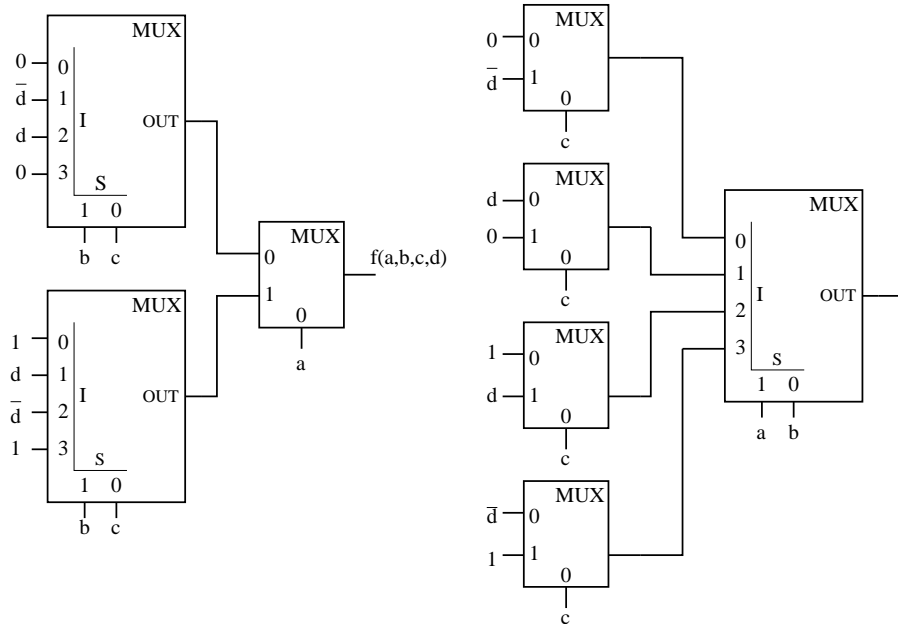 MUX
0 0
d̅ 1
I
d 2
OUT
0 3
S
1 0
b c
MUX
0
1
0
a
f(a,b,c,d)
MUX
1 0
d 1
I
d̅ 2
OUT
1 3
S
1 0
b c
MUX
0 0
d̅ 1
0
c
MUX
d 0
0 1
0
c
MUX
1 0
d 1
0
c
MUX
d̅ 0
1 1
0
c
MUX
0
1
I
2
OUT
3
S
1 0
a b